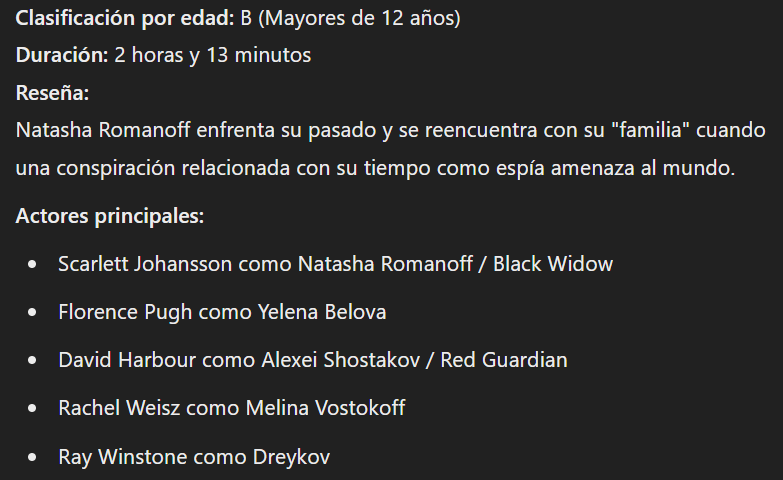 Clasificación por edad: B (Mayores de 12 años)
Duración: 2 horas y 13 minutos
Reseña:
Natasha Romanoff enfrenta su pasado y se reencuentra con su "familia" cuando
una conspiración relacionada con su tiempo como espía amenaza al mundo.
Actores principales:
• Scarlett Johansson como Natasha Romanoff / Black Widow
• Florence Pugh como Yelena Belova
• David Harbour como Alexei Shostakov / Red Guardian
• Rachel Weisz como Melina Vostokoff
• Ray Winstone como Dreykov